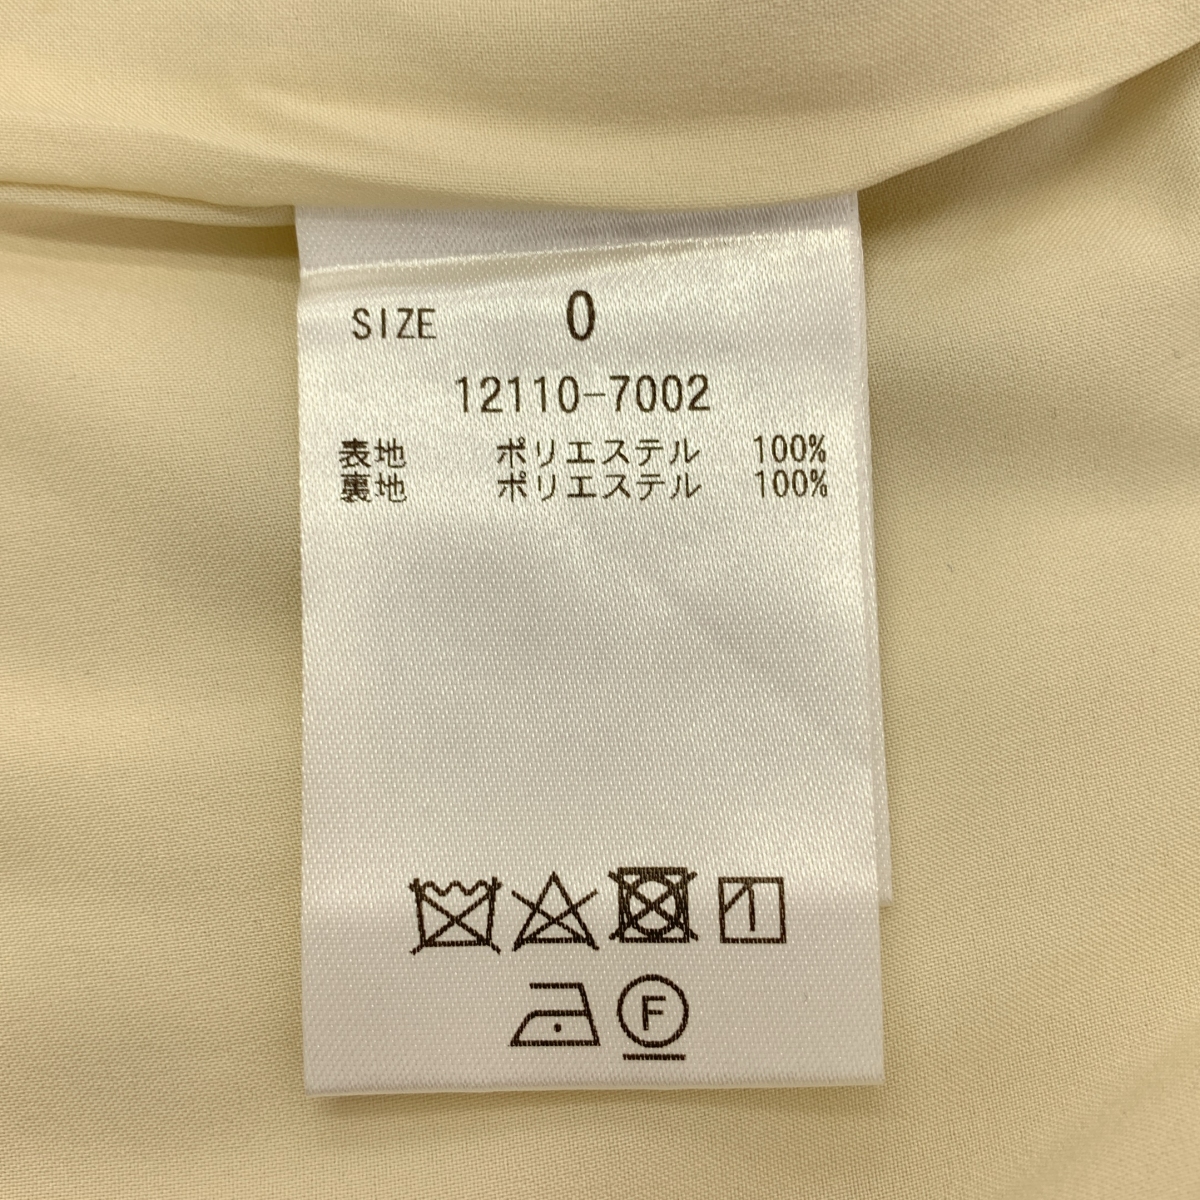 SIZE 0
12110-7002
表地 ポリエステル 100%
裏地 ポリエステル 100%
F